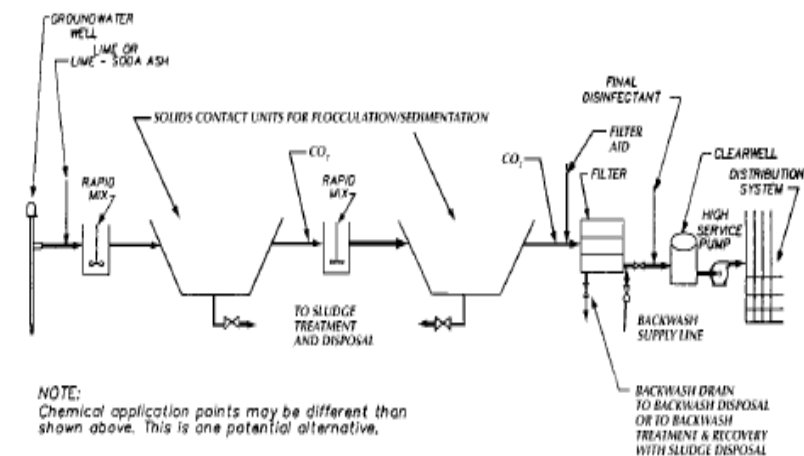 GROUNDWATER
WELL
LIME OR
LIME - SODA ASH
SOLIDS CONTACT UNITS FOR FLOCCULATION/SEDIMENTATION
FINAL
DISINFECTANT
CO₂
RAPID
MIX
RAPID
MIX
CO₂
FILTER
AID
FILTER
CLEARWELL
DISTRIBUTION
SYSTEM
HIGH
SERVICE
PUMP
TO SLUDGE
TREATMENT
AND DISPOSAL
BACKWASH
SUPPLY LINE
BACKWASH DRAIN
TO BACKWASH DISPOSAL
OR TO BACKWASH
TREATMENT & RECOVERY
WITH SLUDGE DISPOSAL
NOTE:
Chemical application points may be different than
shown above. This is one potential alternative.